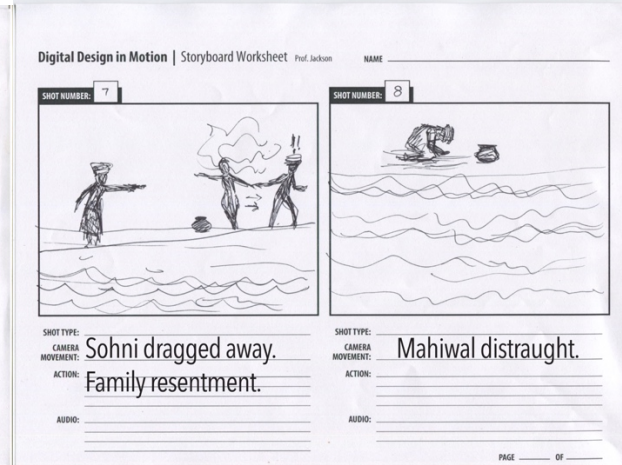 Digital Design in Motion | Storyboard Worksheet Prof. Jackson NAME
SHOT NUMBER: 7
SHOT NUMBER: 8
!!
SHOT TYPE:
CAMERA MOVEMENT: Sohni dragged away.
ACTION: Family resentment.
AUDIO:
SHOT TYPE:
CAMERA MOVEMENT: Mahiwal distraught.
ACTION:
AUDIO:
PAGE OF